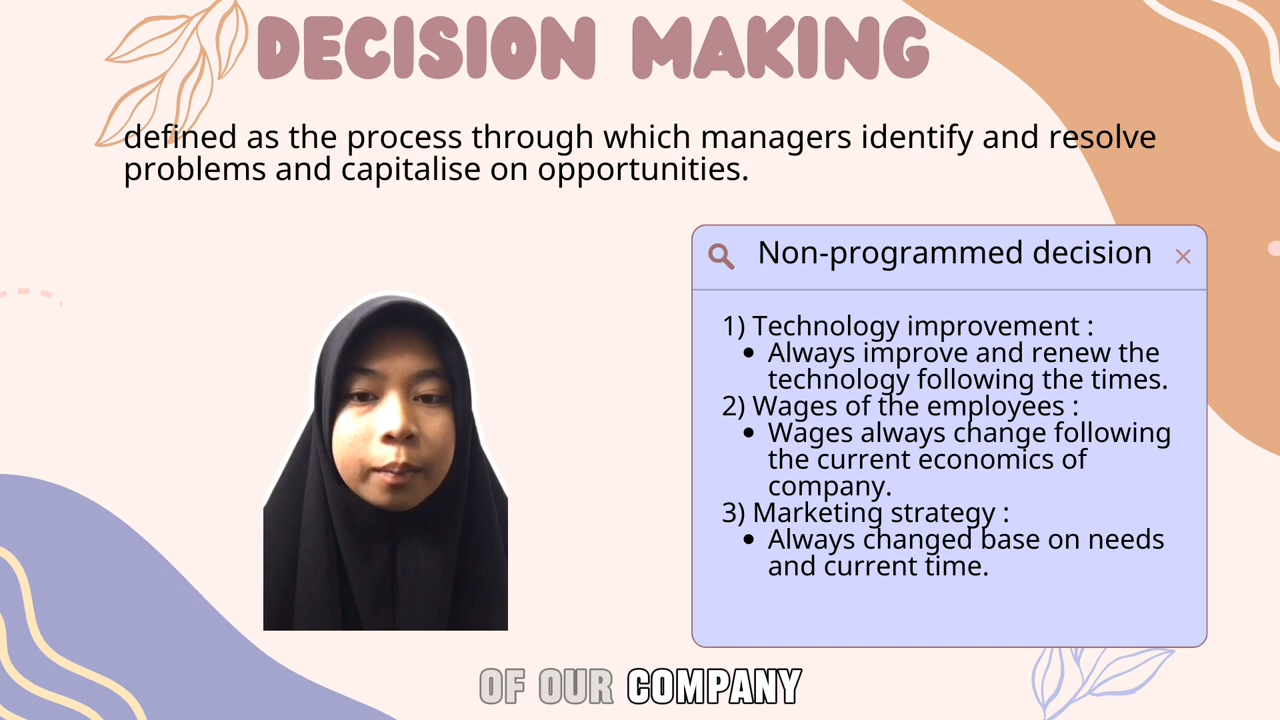 DECISION MAKING
defined as the process through which managers identify and resolve
problems and capitalise on opportunities.
Non-programmed decision
1) Technology improvement :
• Always improve and renew the
technology following the times.
2) Wages of the employees :
• Wages always change following
the current economics of
company.
3) Marketing strategy :
• Always changed base on needs
and current time.
OF OUR COMPANY